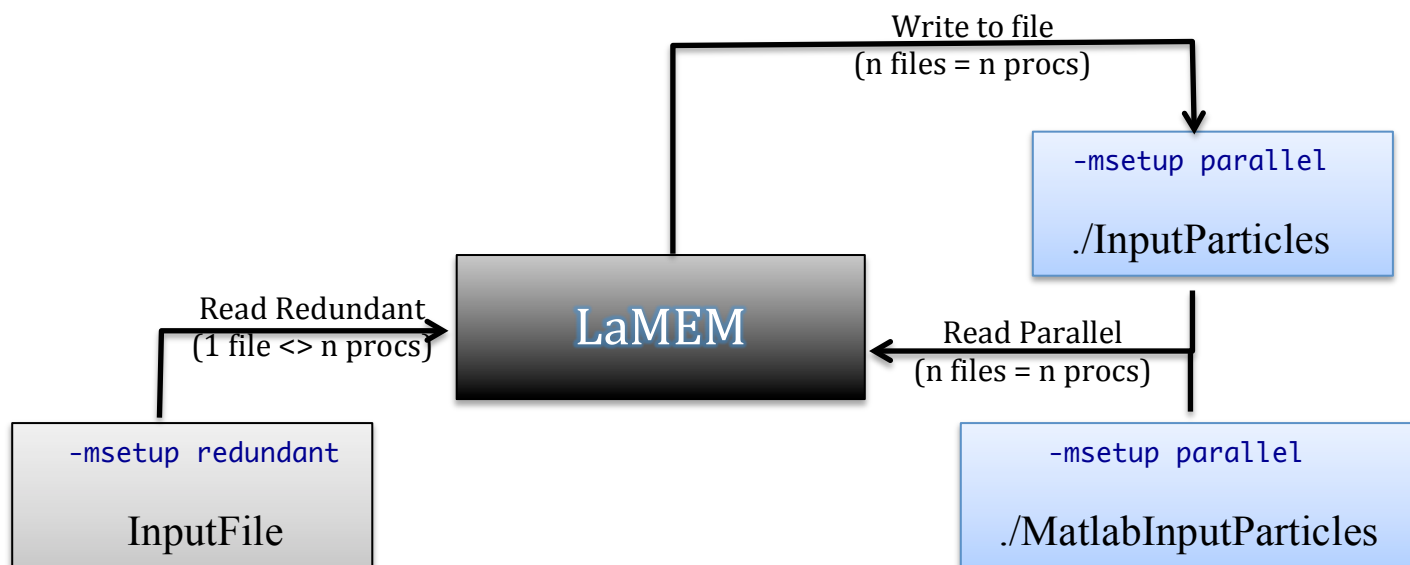 Write to file
(n files = n procs)
-msetup parallel
./InputParticles
LaMEM
Read Redundant
(1 file <> n procs)
Read Parallel
(n files = n procs)
-msetup redundant
InputFile
-msetup parallel
./MatlabInputParticles